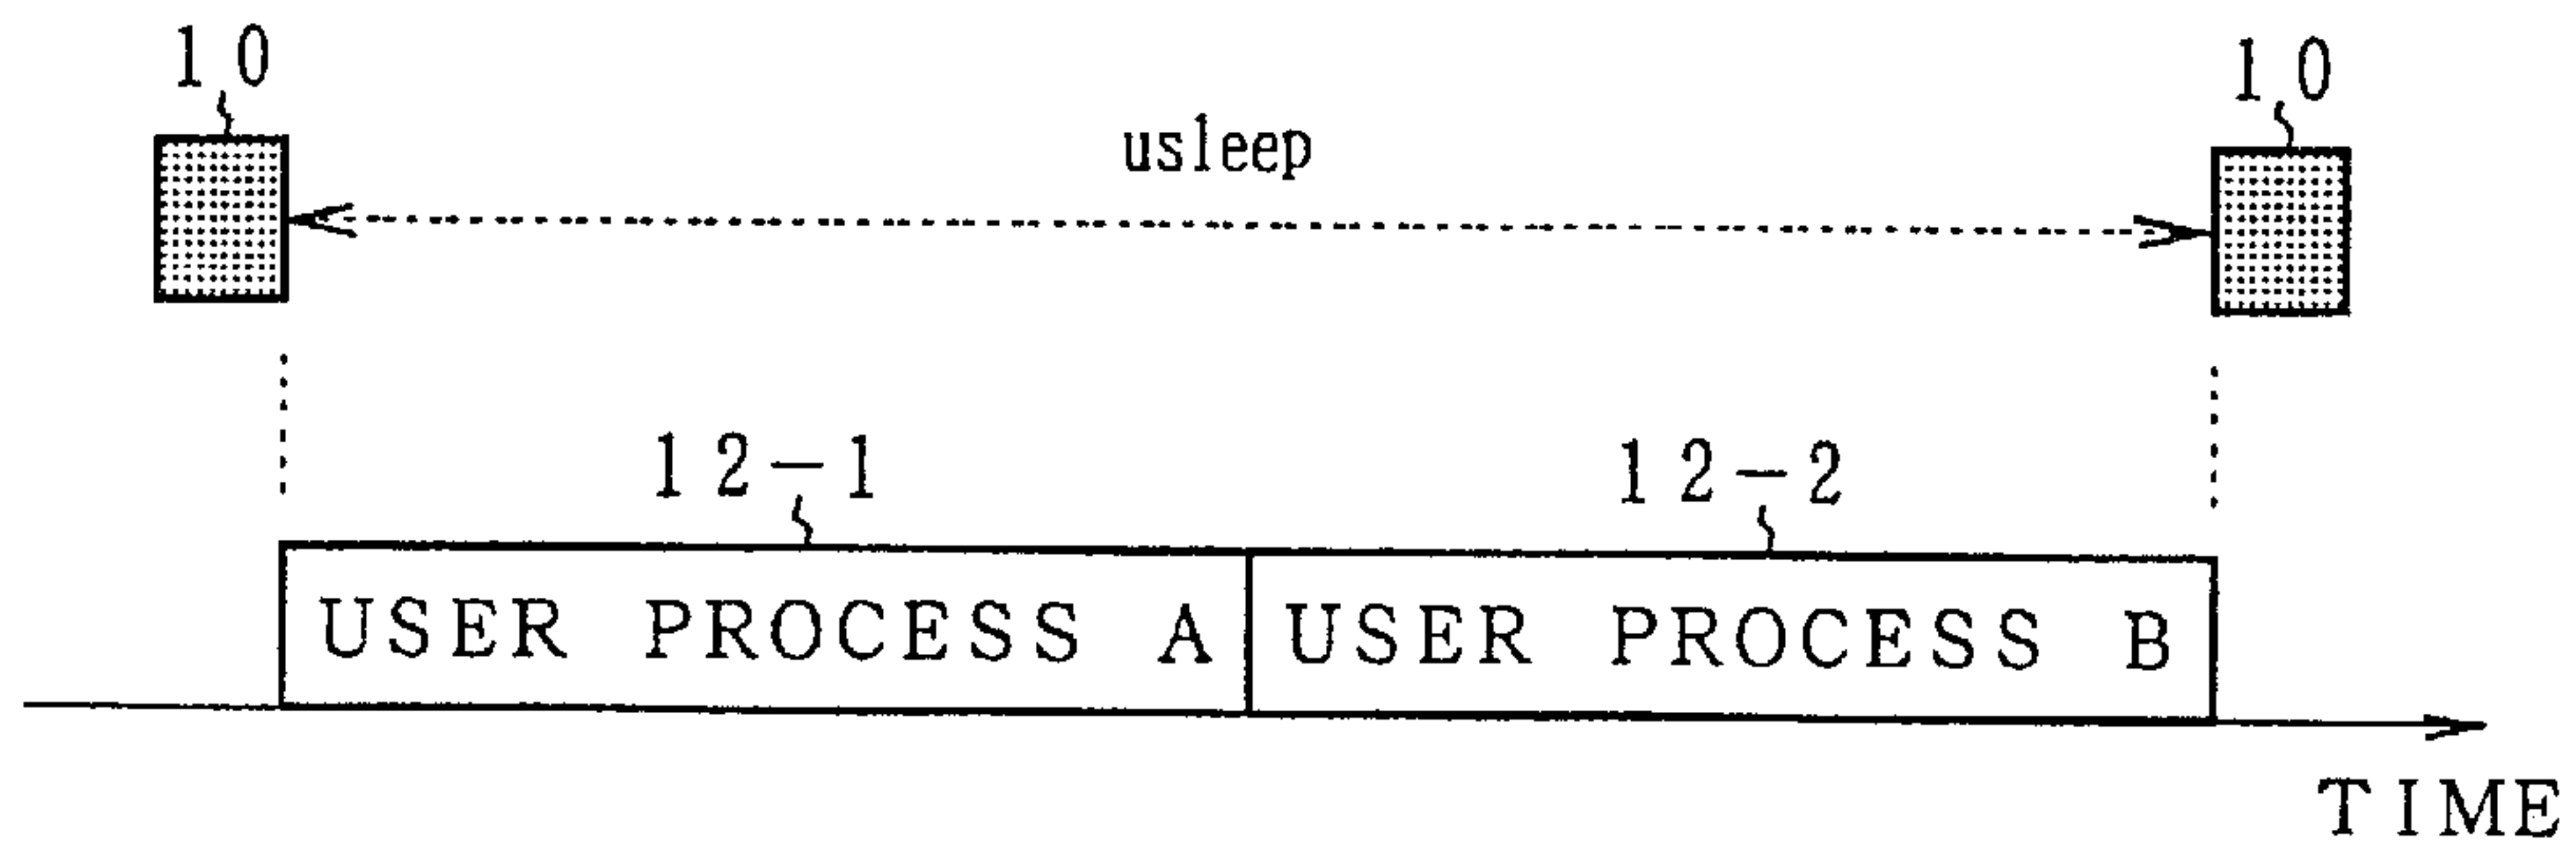 10 10
usleep
12-1 12-2
USER PROCESS A USER PROCESS B
TIME